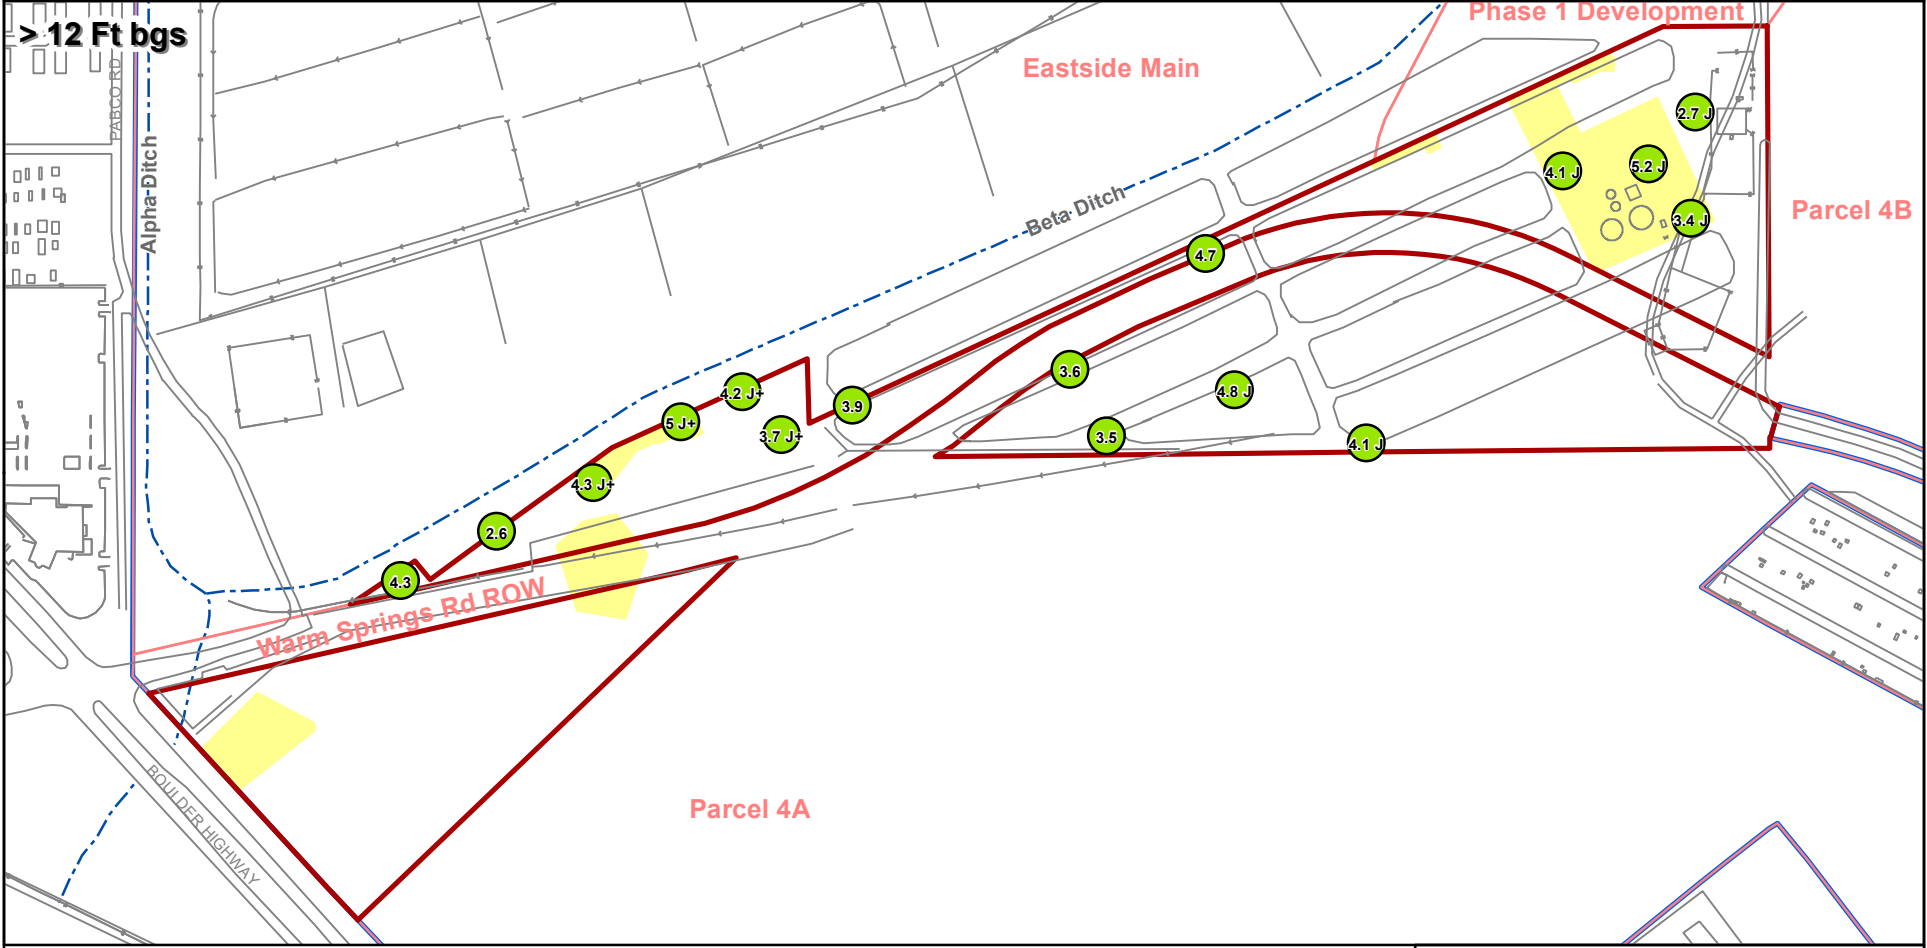 > 12 Ft bgs
Phase 1 Development
Eastside Main
PABCO RD
Alpha Ditch
Beta Ditch
Parcel 4B
2.7 J
4.1 J
5.2 J
3.4 J
4.7
3.6
4.8 J
4.2 J+
3.9
5 J+
3.7 J+
3.5
4.1 J
4.3 J+
2.6
4.3
Warm Springs Rd ROW
Parcel 4A
BOULDER HIGHWAY